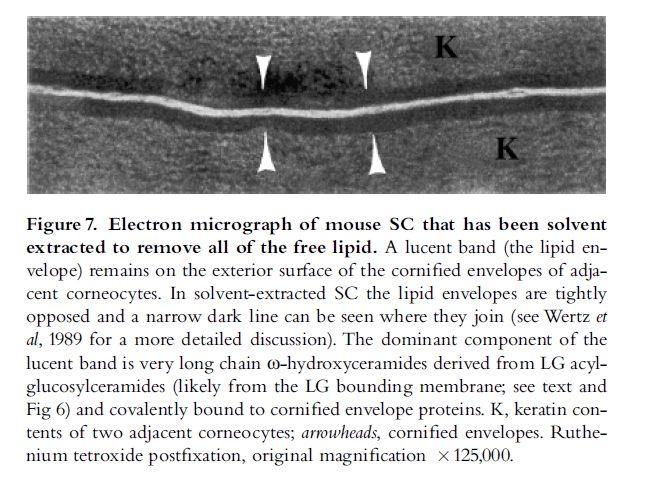 K
K
Figure 7. Electron micrograph of mouse SC that has been solvent
extracted to remove all of the free lipid. A lucent band (the lipid en-
velope) remains on the exterior surface of the cornified envelopes of adja-
cent corneocytes. In solvent-extracted SC the lipid envelopes are tightly
opposed and a narrow dark line can be seen where they join (see Wertz et
al, 1989 for a more detailed discussion). The dominant component of the
lucent band is very long chain ω-hydroxyceramides derived from LG acyl-
glucosylceramides (likely from the LG bounding membrane; see text and
Fig 6) and covalently bound to cornified envelope proteins. K, keratin con-
tents of two adjacent corneocytes; arrowheads, cornified envelopes. Ruthe-
nium tetroxide postfixation, original magnification ×125,000.